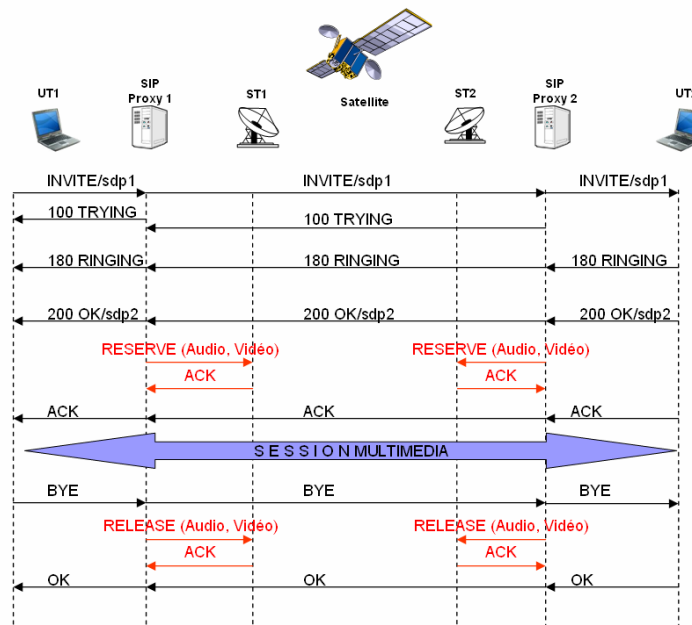 UT1
SIP
Proxy 1
ST1
Satellite
ST2
SIP
Proxy 2
UT2
INVITE/sdp1
INVITE/sdp1
INVITE/sdp1
100 TRYING
100 TRYING
180 RINGING
180 RINGING
180 RINGING
200 OK/sdp2
200 OK/sdp2
200 OK/sdp2
RESERVE (Audio, Vidéo)
RESERVE (Audio, Vidéo)
ACK
ACK
ACK
ACK
ACK
S E S S I O N MULTIMEDIA
BYE
BYE
BYE
RELEASE (Audio, Vidéo)
RELEASE (Audio, Vidéo)
ACK
ACK
OK
OK
OK